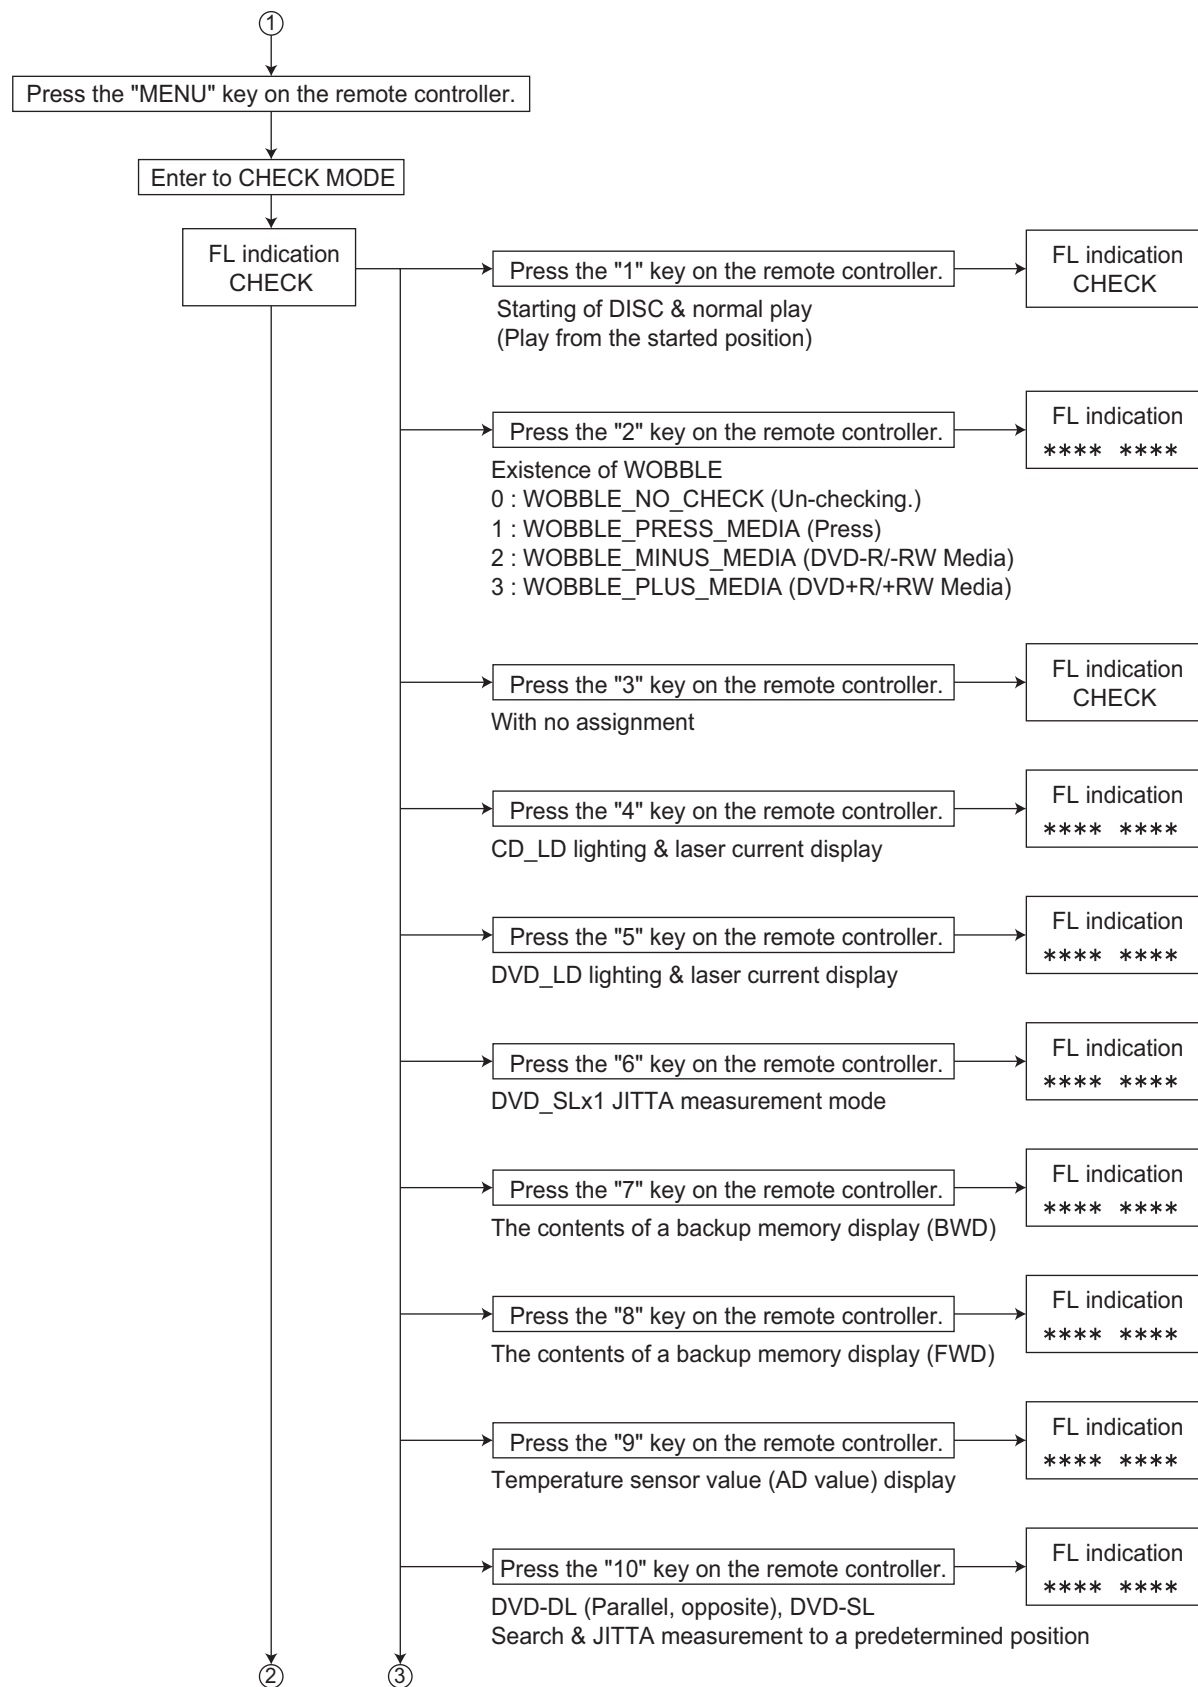 1
Press the "MENU" key on the remote controller.
Enter to CHECK MODE
FL indication
CHECK
Press the "1" key on the remote controller.
Starting of DISC & normal play
(Play from the started position)
FL indication
CHECK
Press the "2" key on the remote controller.
Existence of WOBBLE
0 : WOBBLE_NO_CHECK (Un-checking.)
1 : WOBBLE_PRESS_MEDIA (Press)
2 : WOBBLE_MINUS_MEDIA (DVD-R/-RW Media)
3 : WOBBLE_PLUS_MEDIA (DVD+R/+RW Media)
FL indication
**** ****
Press the "3" key on the remote controller.
With no assignment
FL indication
CHECK
Press the "4" key on the remote controller.
CD_LD lighting & laser current display
FL indication
**** ****
Press the "5" key on the remote controller.
DVD_LD lighting & laser current display
FL indication
**** ****
Press the "6" key on the remote controller.
DVD_SLx1 JITTA measurement mode
FL indication
**** ****
Press the "7" key on the remote controller.
The contents of a backup memory display (BWD)
FL indication
**** ****
Press the "8" key on the remote controller.
The contents of a backup memory display (FWD)
FL indication
**** ****
Press the "9" key on the remote controller.
Temperature sensor value (AD value) display
FL indication
**** ****
Press the "10" key on the remote controller.
DVD-DL (Parallel, opposite), DVD-SL
Search & JITTA measurement to a predetermined position
FL indication
**** ****
2
3